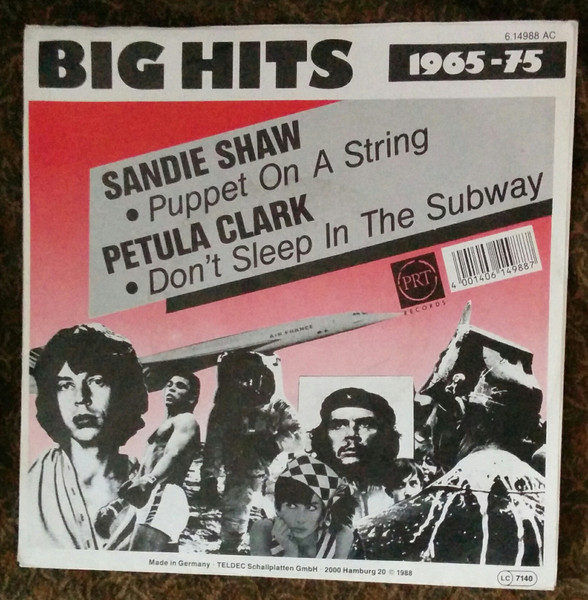 6.14988 AC
BIG HITS
1965-75
SANDIE SHAW
• Puppet On A String
PETULA CLARK
• Don't Sleep In The Subway
PRT
RECORDS
4 001406 149887
AIR FRANCE
Made in Germany · TELDEC Schallplatten GmbH · 2000 Hamburg 20 © 1988
LC 7140